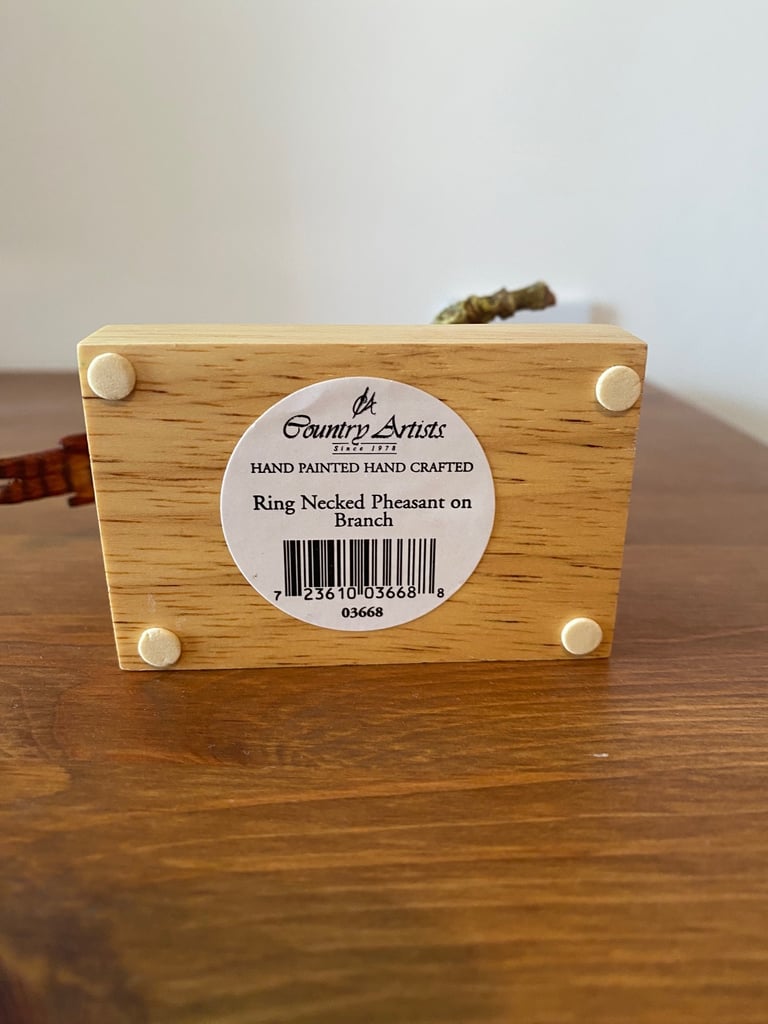 CA
Country Artists
Since 1978
HAND PAINTED HAND CRAFTED
Ring Necked Pheasant on
Branch
7 23610 03668 8
03668